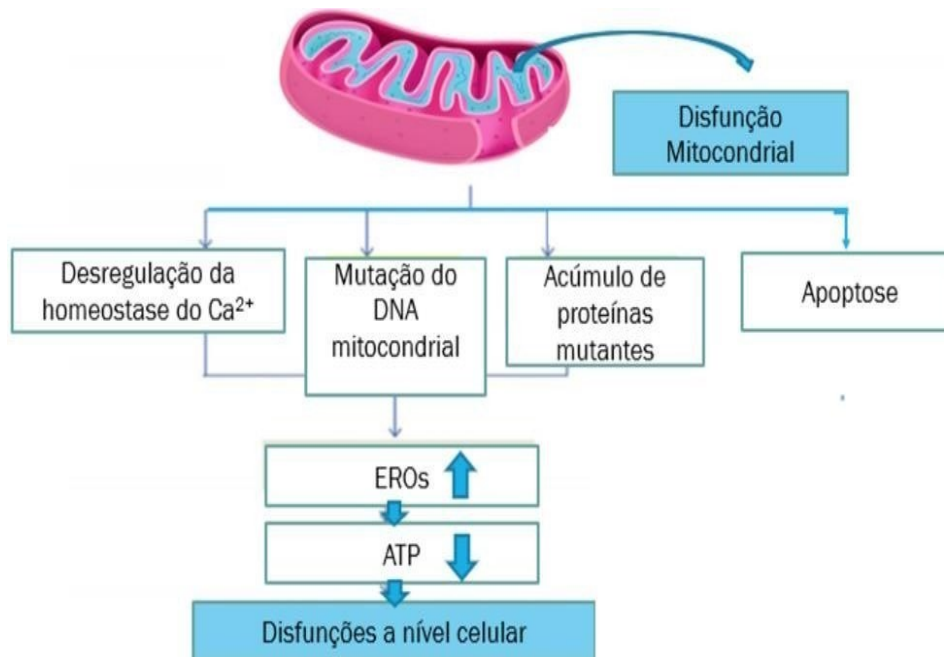 Disfunção
Mitocondrial
Desregulação da
homeostase do Ca²⁺
Mutação do
DNA
mitocondrial
Acúmulo de
proteínas
mutantes
Apoptose
EROs
ATP
Disfunções a nível celular